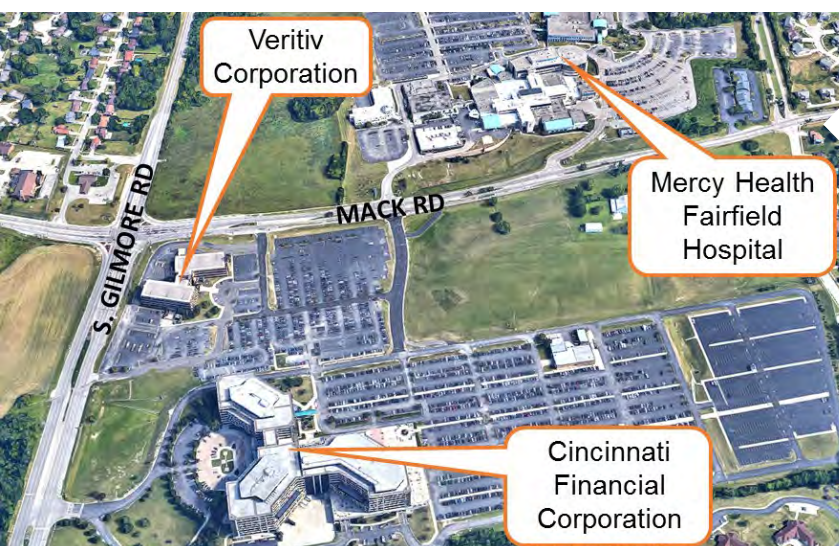 Veritiv
Corporation
Mercy Health
Fairfield
Hospital
MACK RD
S. GILMORE RD
Cincinnati
Financial
Corporation